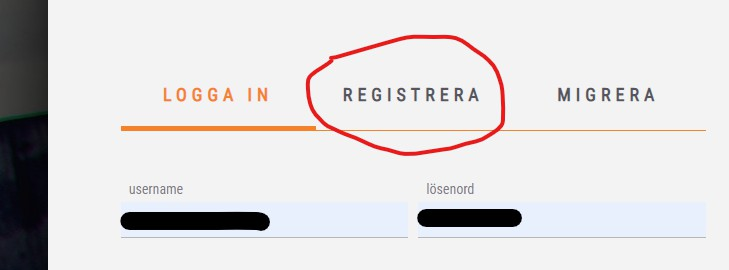 LOGGA IN REGISTRERA MIGRERA
username lösenord